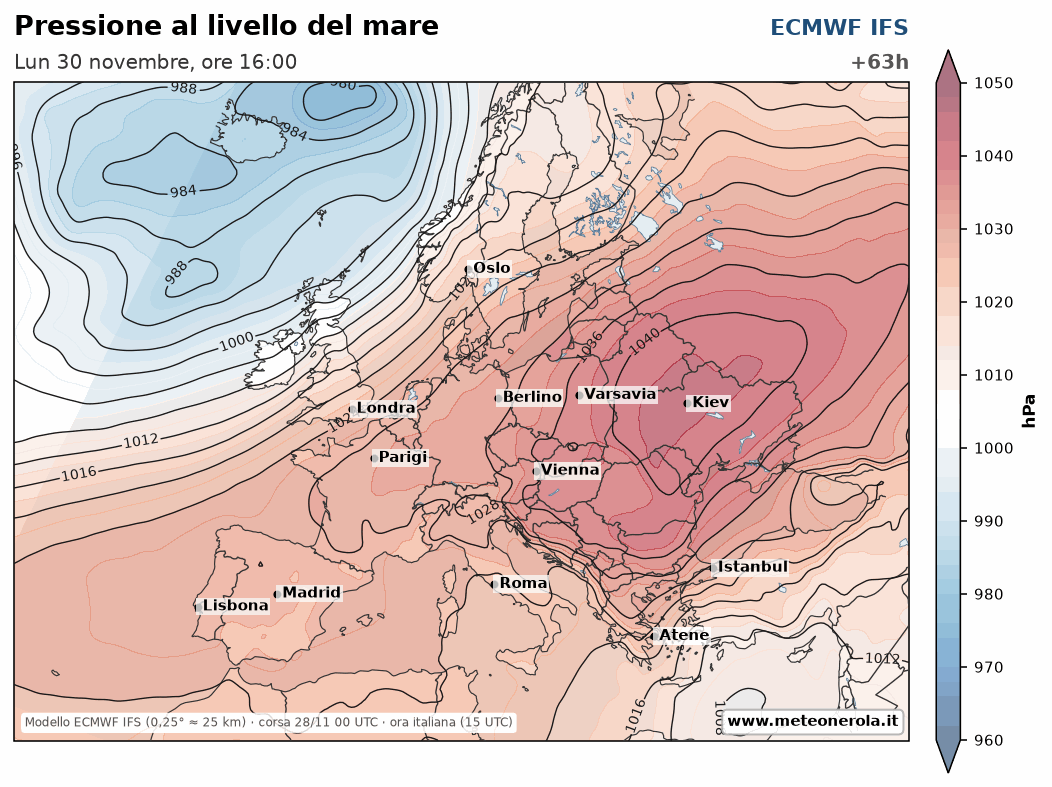 Pressione al livello del mare
ECMWF IFS
Lun 30 novembre, ore 16:00
+63h
988
980
984
996
984
988
1000
1012
1016
1028
1036
1040
1012
1016
1008
Oslo
Berlino
Varsavia
Kiev
Londra
Parigi
Vienna
Istanbul
Roma
Madrid
Lisbona
Atene
1050
1040
1030
1020
1010
1000
990
980
970
960
hPa
Modello ECMWF IFS (0,25° ≈ 25 km) · corsa 28/11 00 UTC · ora italiana (15 UTC)
www.meteonerola.it